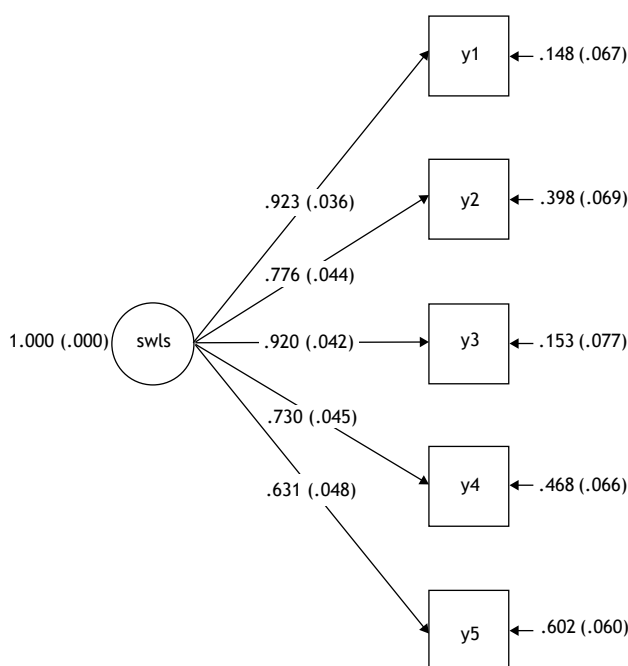 y1
.148 (.067)
.923 (.036)
y2
.398 (.069)
.776 (.044)
1.000 (.000)
swls
.920 (.042)
y3
.153 (.077)
.730 (.045)
y4
.468 (.066)
.631 (.048)
y5
.602 (.060)